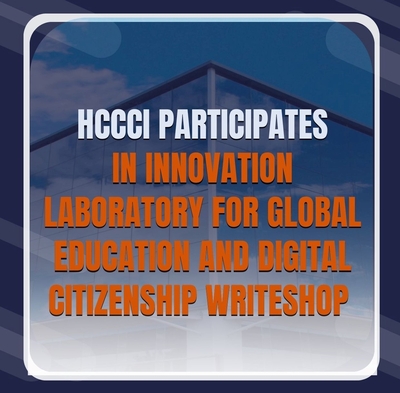 HCCCI PARTICIPATES
IN INNOVATION
LABORATORY FOR GLOBAL
EDUCATION AND DIGITAL
CITIZENSHIP WRITESHOP